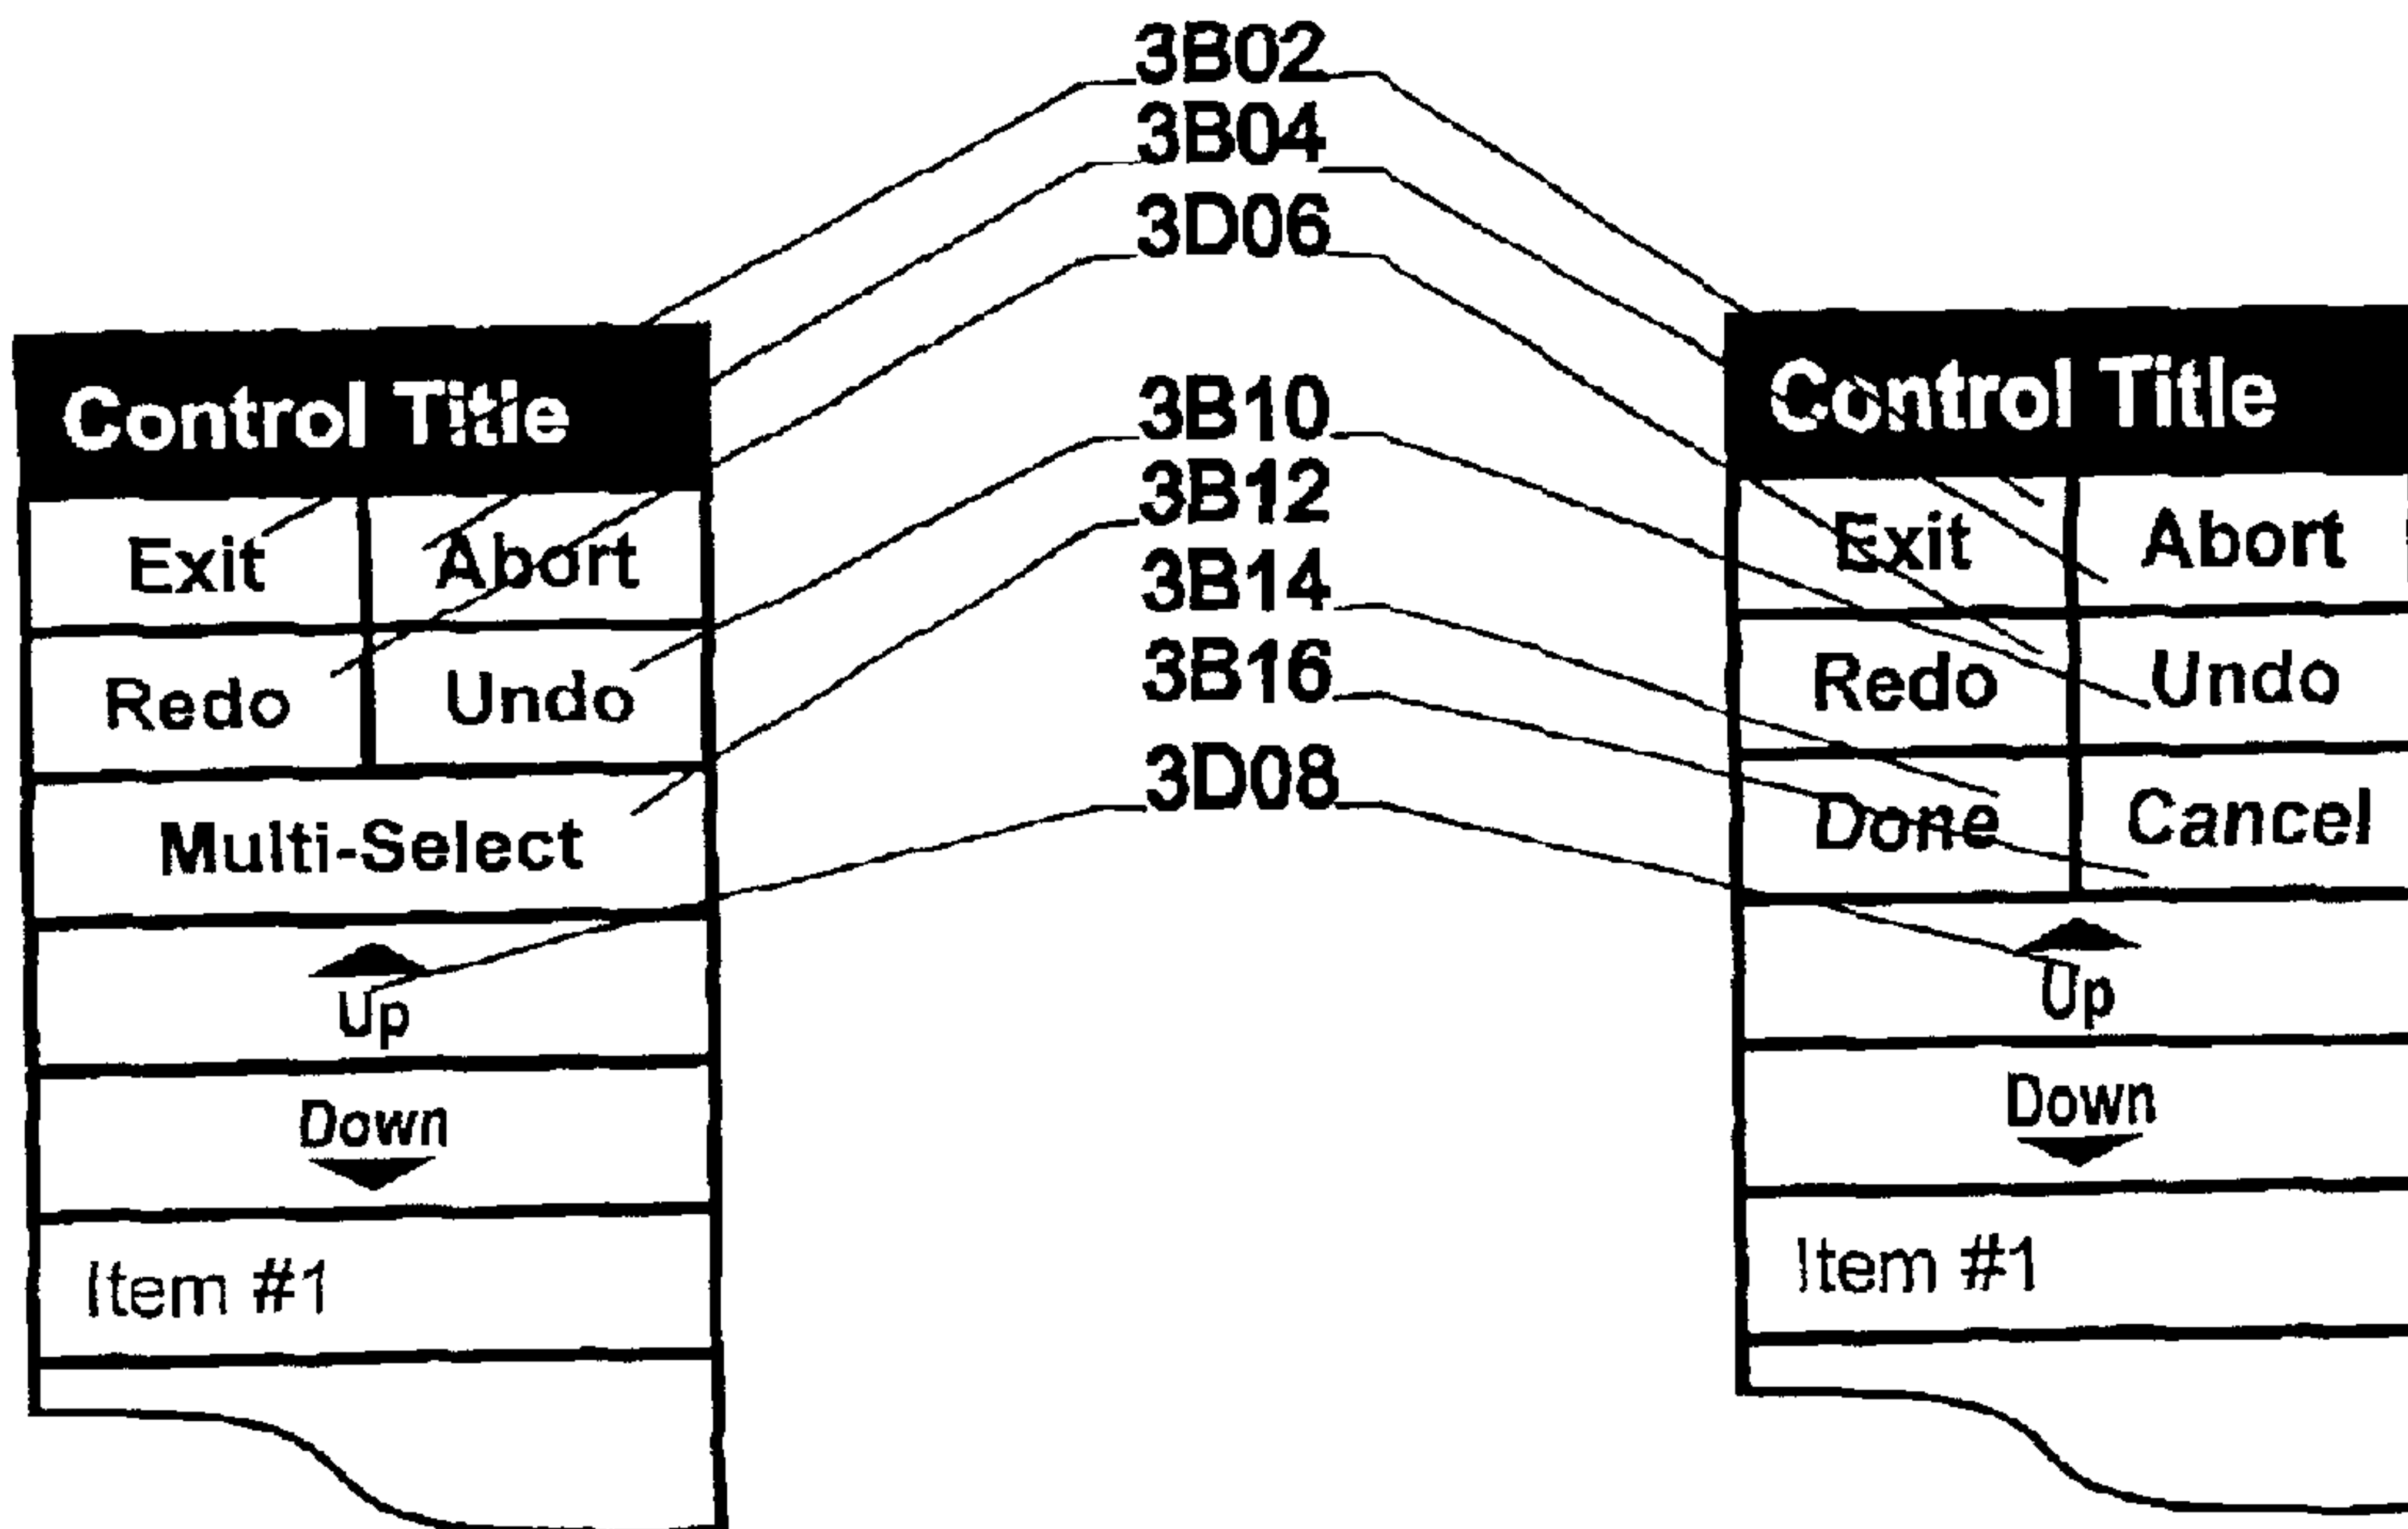 3B02
3B04
3D06
3B10
3B12
3B14
3B16
3D08
Control Title
Exit Abort
Redo Undo
Multi-Select
Up
Down
Item #1
Control Title
Exit Abort
Redo Undo
Done Cancel
Up
Down
Item #1